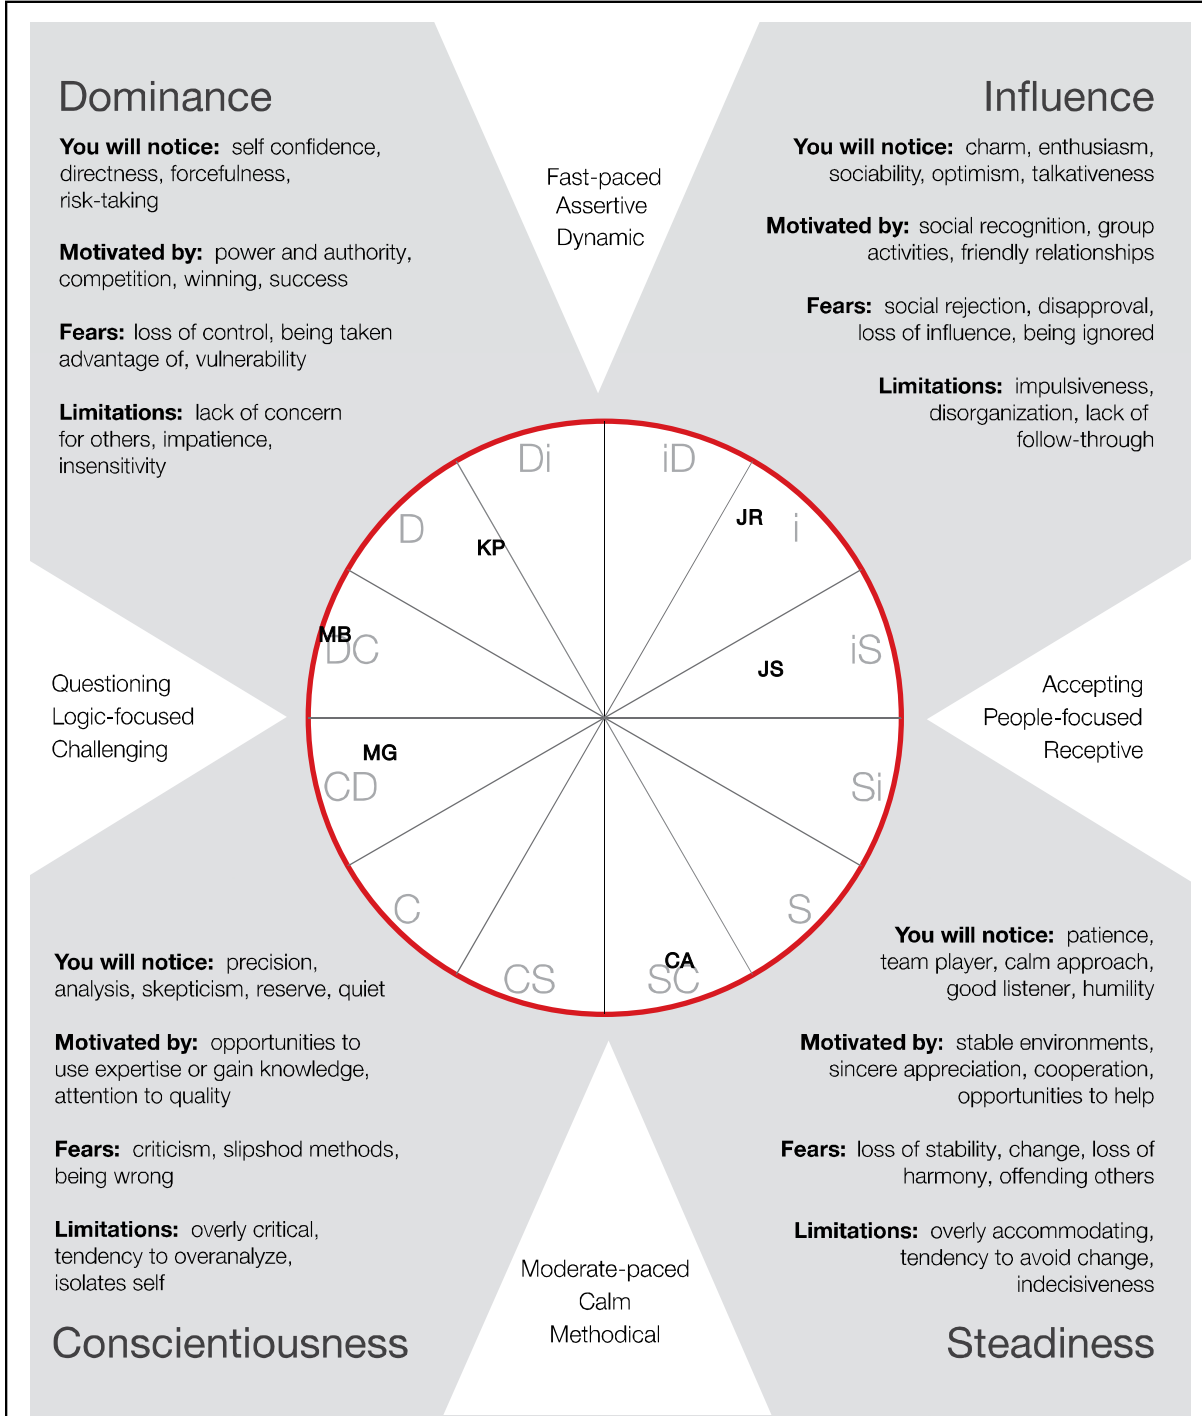 Dominance
You will notice: self confidence,
directness, forcefulness,
risk-taking
Motivated by: power and authority,
competition, winning, success
Fears: loss of control, being taken
advantage of, vulnerability
Limitations: lack of concern
for others, impatience,
insensitivity
Fast-paced
Assertive
Dynamic
Influence
You will notice: charm, enthusiasm,
sociability, optimism, talkativeness
Motivated by: social recognition, group
activities, friendly relationships
Fears: social rejection, disapproval,
loss of influence, being ignored
Limitations: impulsiveness,
disorganization, lack of
follow-through
Di
iD
D
KP
JR
i
MB
DC
JS
iS
Questioning
Logic-focused
Challenging
Accepting
People-focused
Receptive
MG
CD
Si
C
S
CS
CA
SC
You will notice: precision,
analysis, skepticism, reserve, quiet
Motivated by: opportunities to
use expertise or gain knowledge,
attention to quality
Fears: criticism, slipshod methods,
being wrong
Limitations: overly critical,
tendency to overanalyze,
isolates self
Conscientiousness
Moderate-paced
Calm
Methodical
You will notice: patience,
team player, calm approach,
good listener, humility
Motivated by: stable environments,
sincere appreciation, cooperation,
opportunities to help
Fears: loss of stability, change, loss of
harmony, offending others
Limitations: overly accommodating,
tendency to avoid change,
indecisiveness
Steadiness